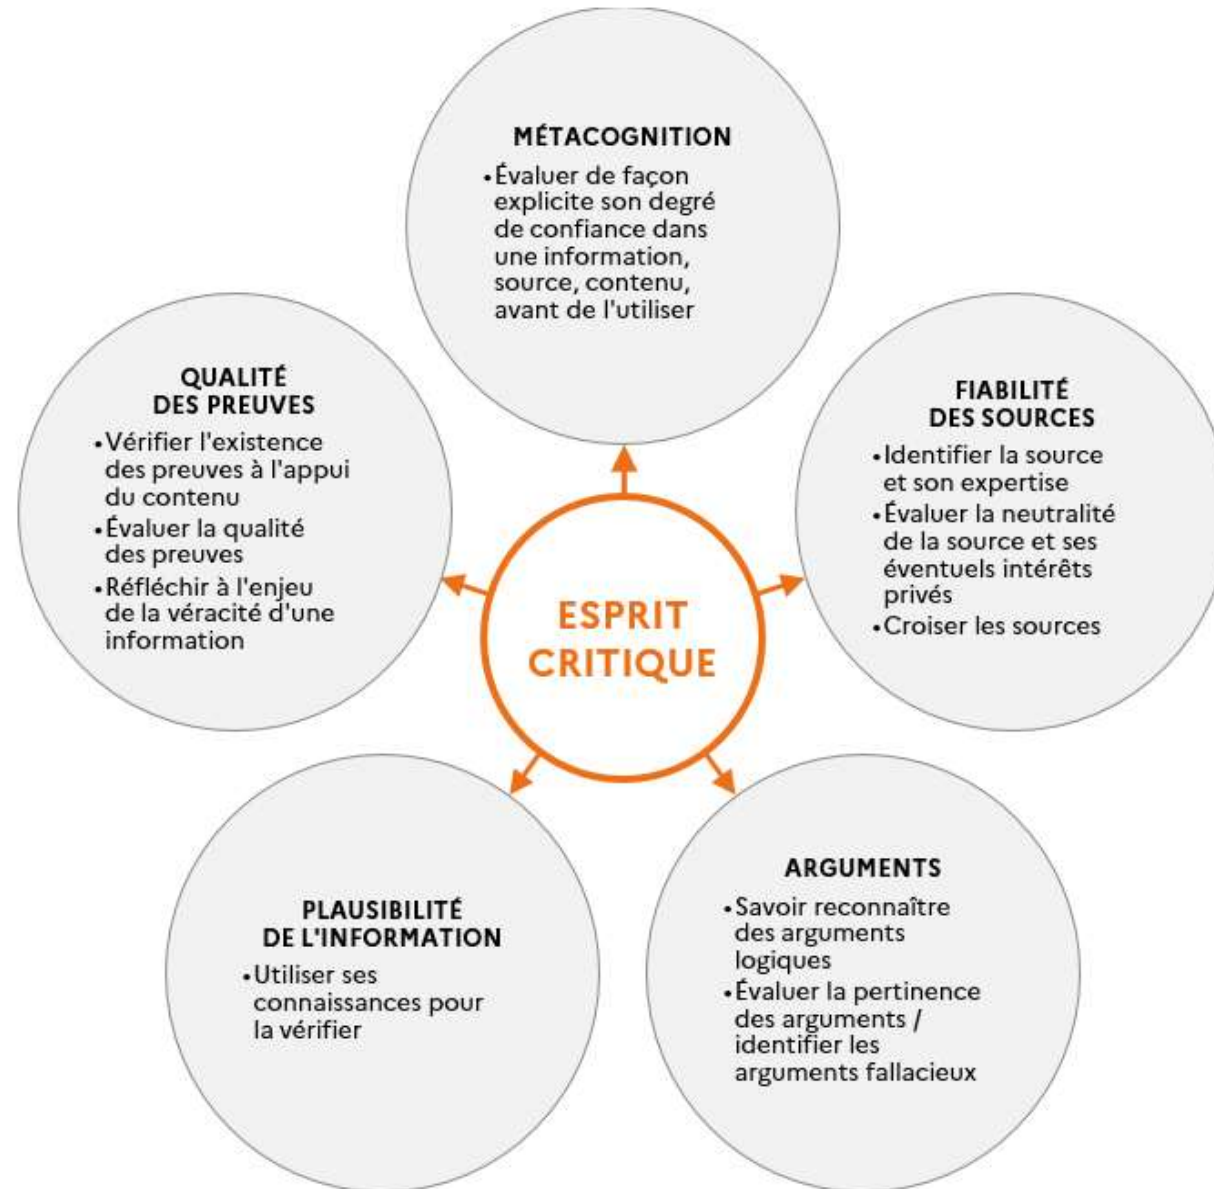 MÉTACOGNITION
•Évaluer de façon
explicite son degré
de confiance dans
une information,
source, contenu,
avant de l'utiliser
QUALITÉ
DES PREUVES
•Vérifier l'existence
des preuves à l'appui
du contenu
•Évaluer la qualité
des preuves
•Réfléchir à l'enjeu
de la véracité d'une
information
FIABILITÉ
DES SOURCES
•Identifier la source
et son expertise
•Évaluer la neutralité
de la source et ses
éventuels intérêts
privés
•Croiser les sources
ESPRIT
CRITIQUE
PLAUSIBILITÉ
DE L'INFORMATION
•Utiliser ses
connaissances pour
la vérifier
ARGUMENTS
•Savoir reconnaître
des arguments
logiques
•Évaluer la pertinence
des arguments /
identifier les
arguments fallacieux